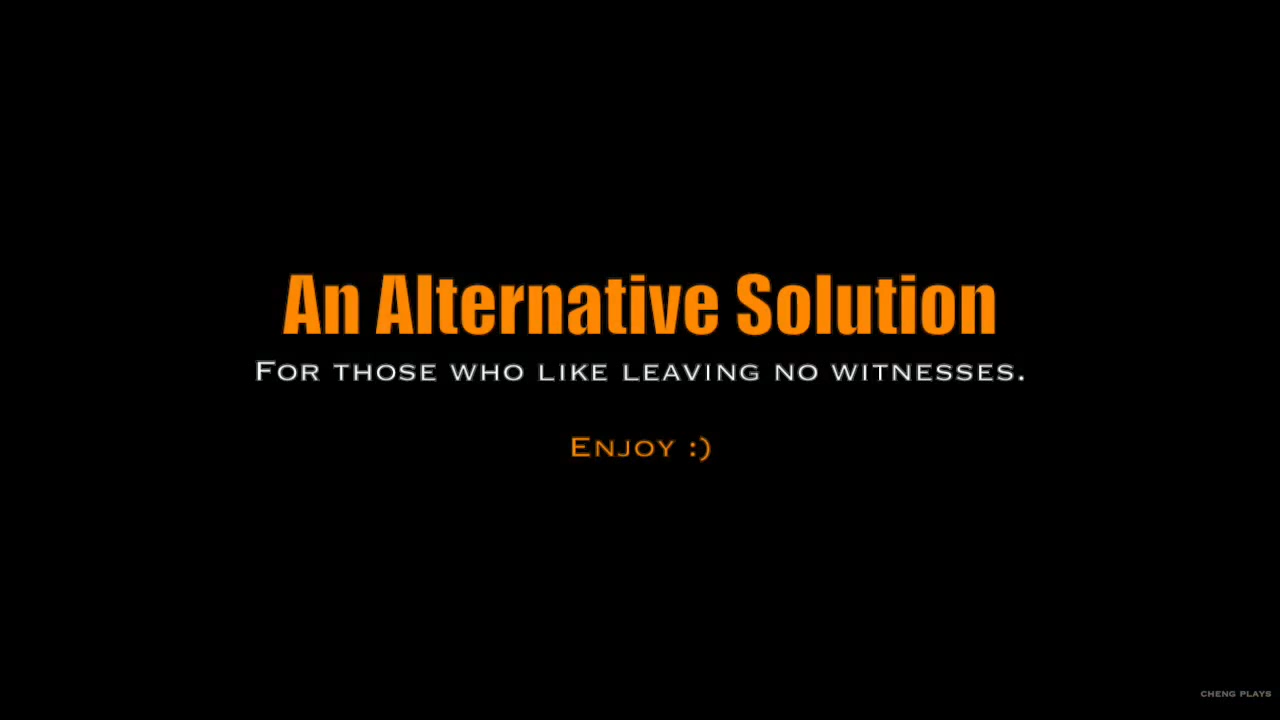 An Alternative Solution
For those who like leaving no witnesses.
Enjoy :)
CHENG PLAYS